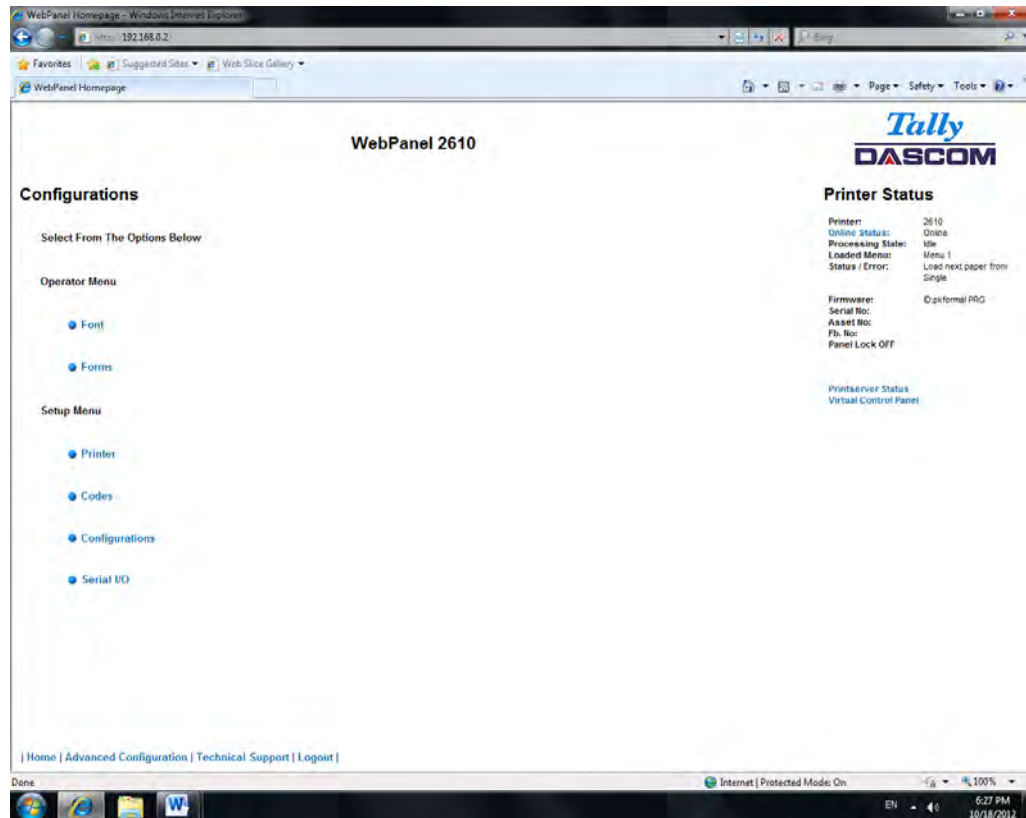 WebPanel Homepage - Windows Internet Explorer
http://192.168.0.2 Bing
Favorites Suggested Sites Web Slice Gallery
WebPanel Homepage Page Safety Tools
Tally
DASCOM
WebPanel 2610
Configurations
Select From The Options Below
Operator Menu
Font
Forms
Setup Menu
Printer
Codes
Configurations
Serial I/O
Printer Status
Printer: 2610
Online Status: Online
Processing State: Idle
Loaded Menu: Menu 1
Status / Error: Load next paper from
Single
Firmware:
Serial No:
Asset No:
Fb. No:
Panel Lock OFF
Printserver Status
Virtual Control Panel
| Home | Advanced Configuration | Technical Support | Logout |
Done Internet | Protected Mode: On 100%
EN 6:27 PM
10/18/2012